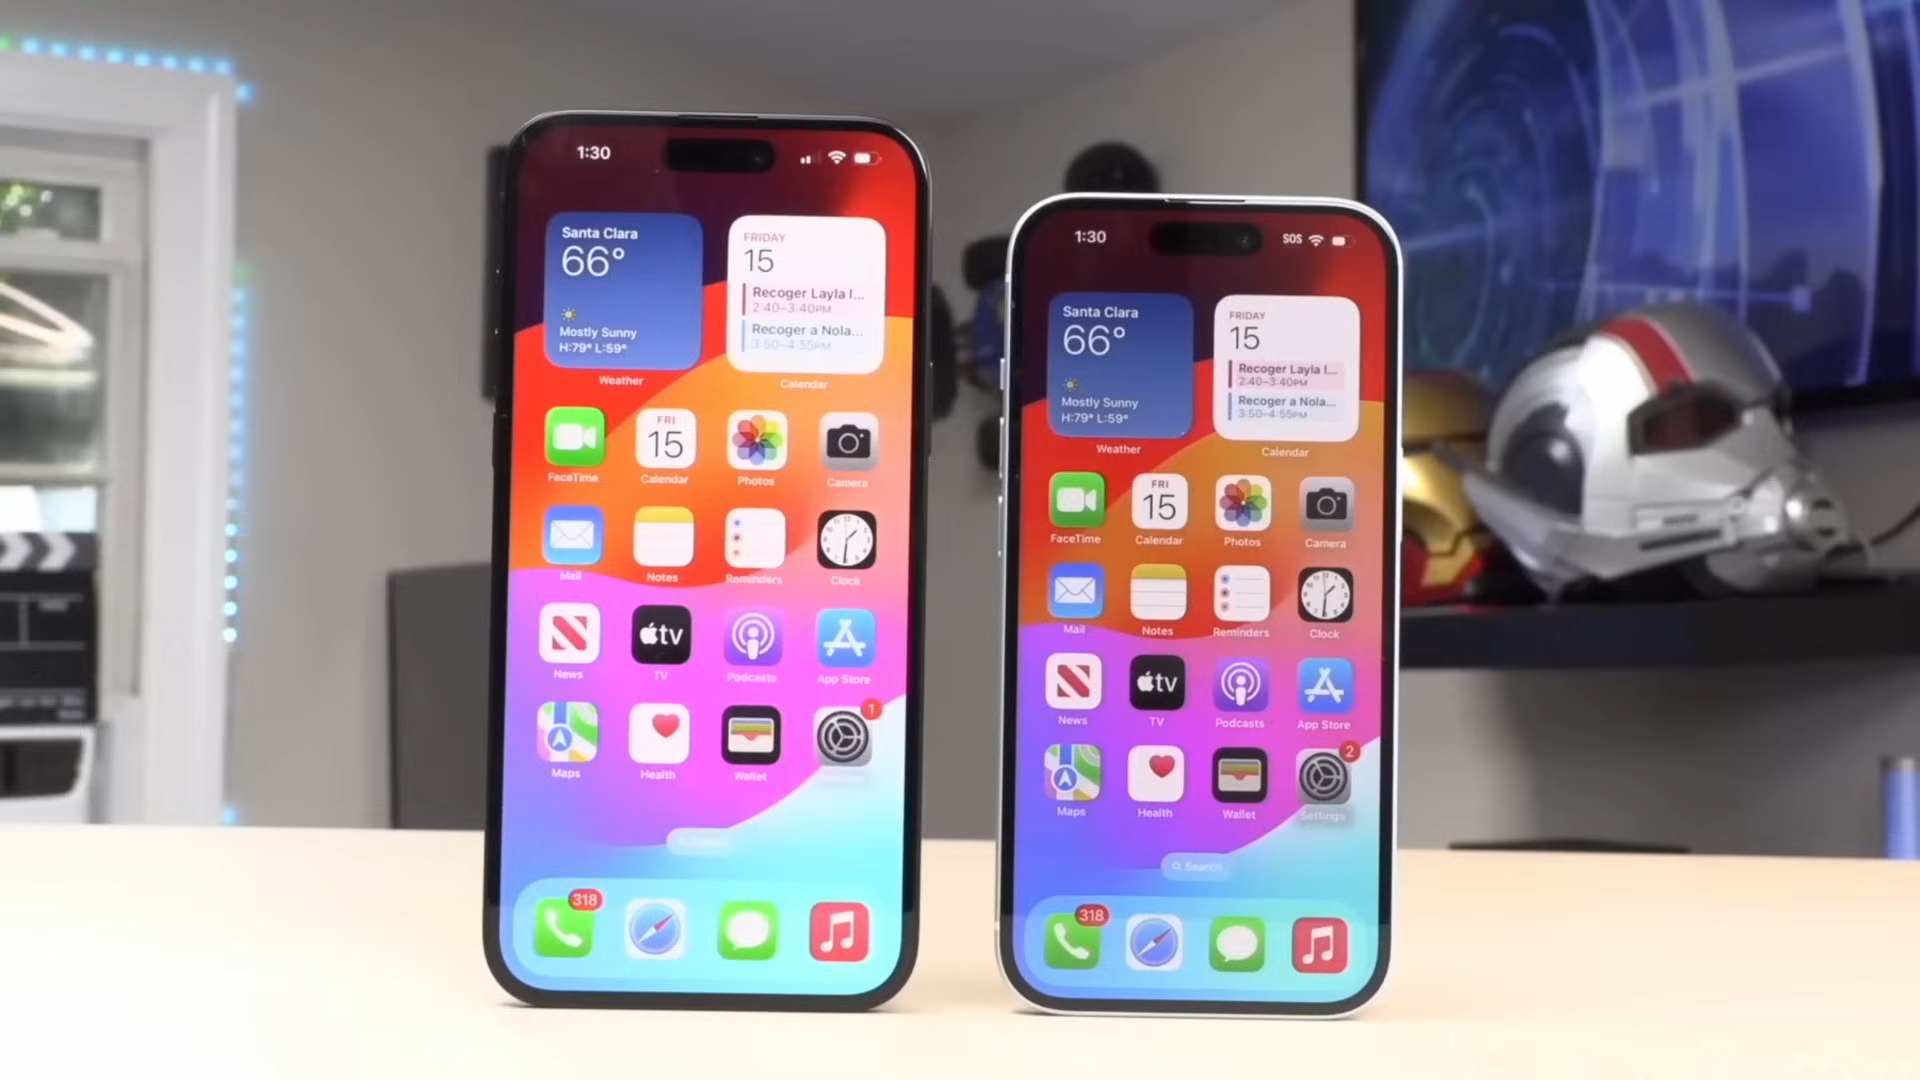 1:30
Santa Clara
66°
Mostly Sunny
H:79° L:59°
Weather
FRIDAY
15
Recoger Layla I...
2:40–3:40PM
Recoger a Nola...
3:50–4:55PM
Calendar
FaceTime
FRI
15
Calendar
Photos
Camera
Mail
Notes
Reminders
Clock
News
tv
TV
Podcasts
App Store
Maps
Health
Wallet
1
318
1:30
SOS
Santa Clara
66°
Mostly Sunny
H:79° L:59°
Weather
FRIDAY
15
Recoger Layla I...
2:40–3:40PM
Recoger a Nola...
3:50–4:55PM
Calendar
FaceTime
FRI
15
Calendar
Photos
Camera
Mail
Notes
Reminders
Clock
News
tv
TV
Podcasts
App Store
Maps
Health
Wallet
2
Settings
Search
318